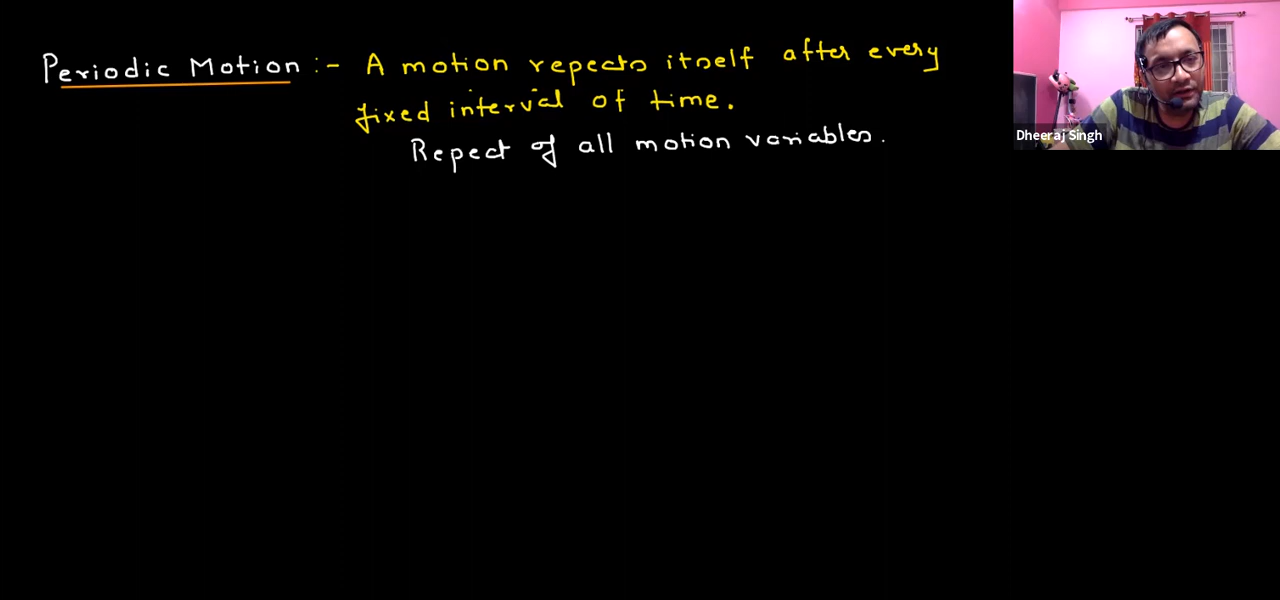 Periodic Motion :- A motion repeats itself after every
fixed interval of time.
Repeat of all motion variables.
Dheeraj Singh